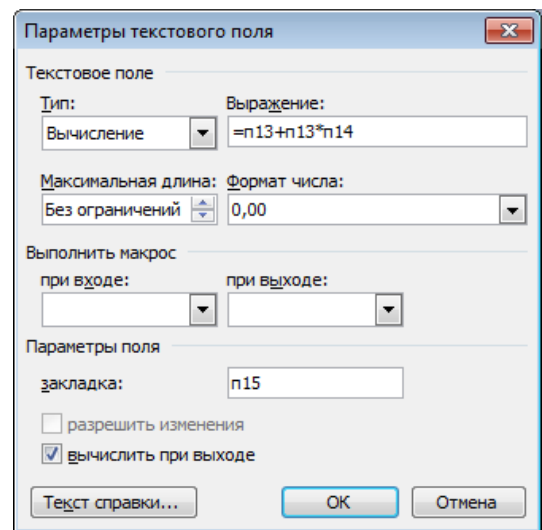 Параметры текстового поля
Текстовое поле
Тип: Выражение:
Вычисление =п13+п13*п14
Максимальная длина: Формат числа:
Без ограничений 0,00
Выполнить макрос
при входе: при выходе:
Параметры поля
закладка: п15
разрешить изменения
вычислить при выходе
Текст справки... ОК Отмена